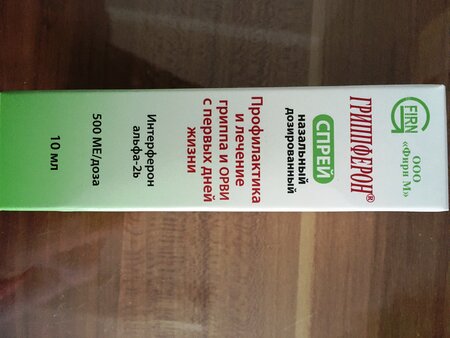 FIRN
ООО
«Фирн М»
ГРИППФЕРОН®
СПРЕЙ
назальный
дозированный
Профилактика
и лечение
гриппа и ОРВИ
с первых дней
жизни
Интерферон
альфа-2b
500 МЕ/доза
10 мл